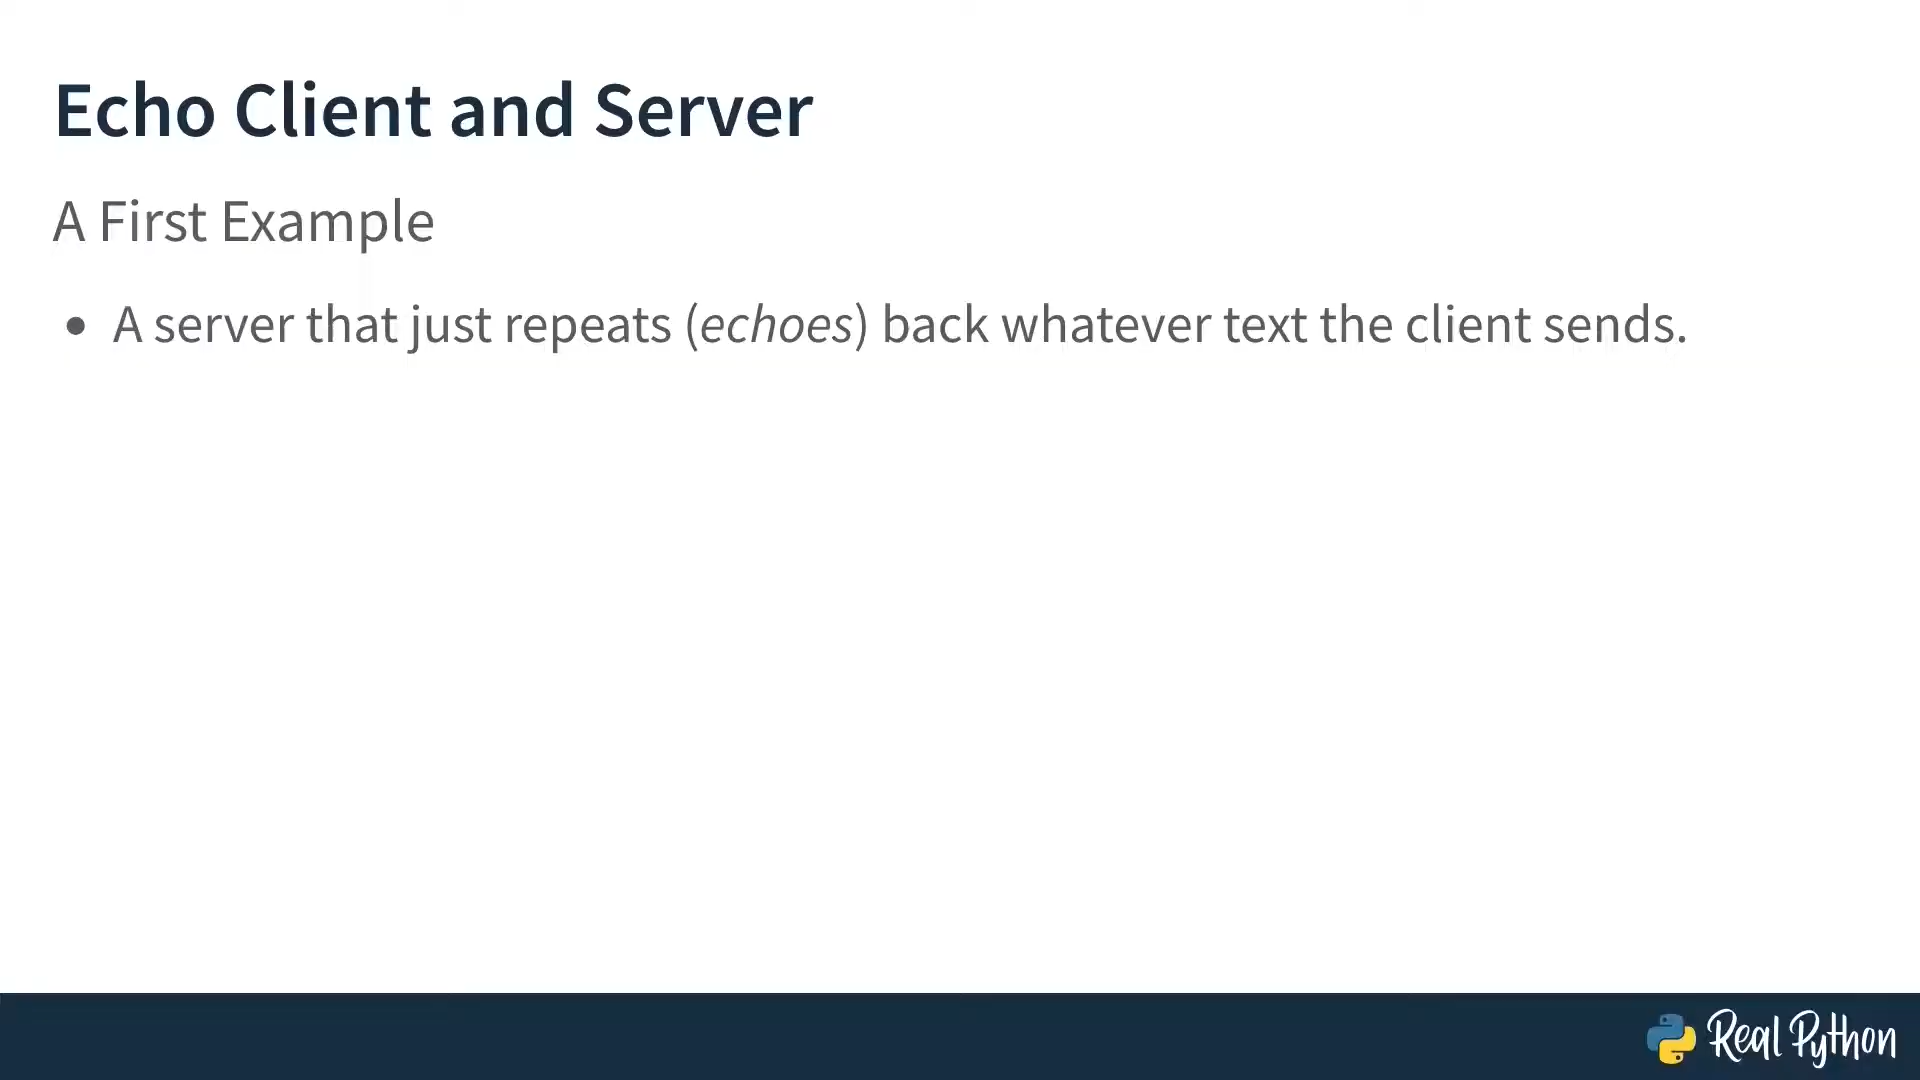 Echo Client and Server
A First Example
• A server that just repeats (echoes) back whatever text the client sends.
Real Python